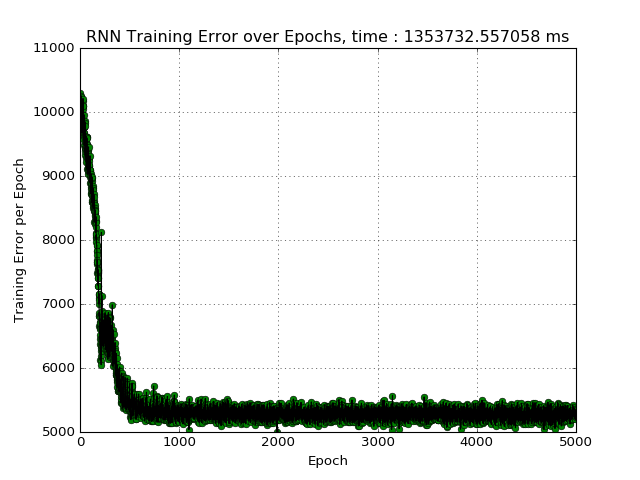 RNN Training Error over Epochs, time : 1353732.557058 ms
11000
10000
9000
8000
7000
6000
5000
Training Error per Epoch
0 1000 2000 3000 4000 5000
Epoch